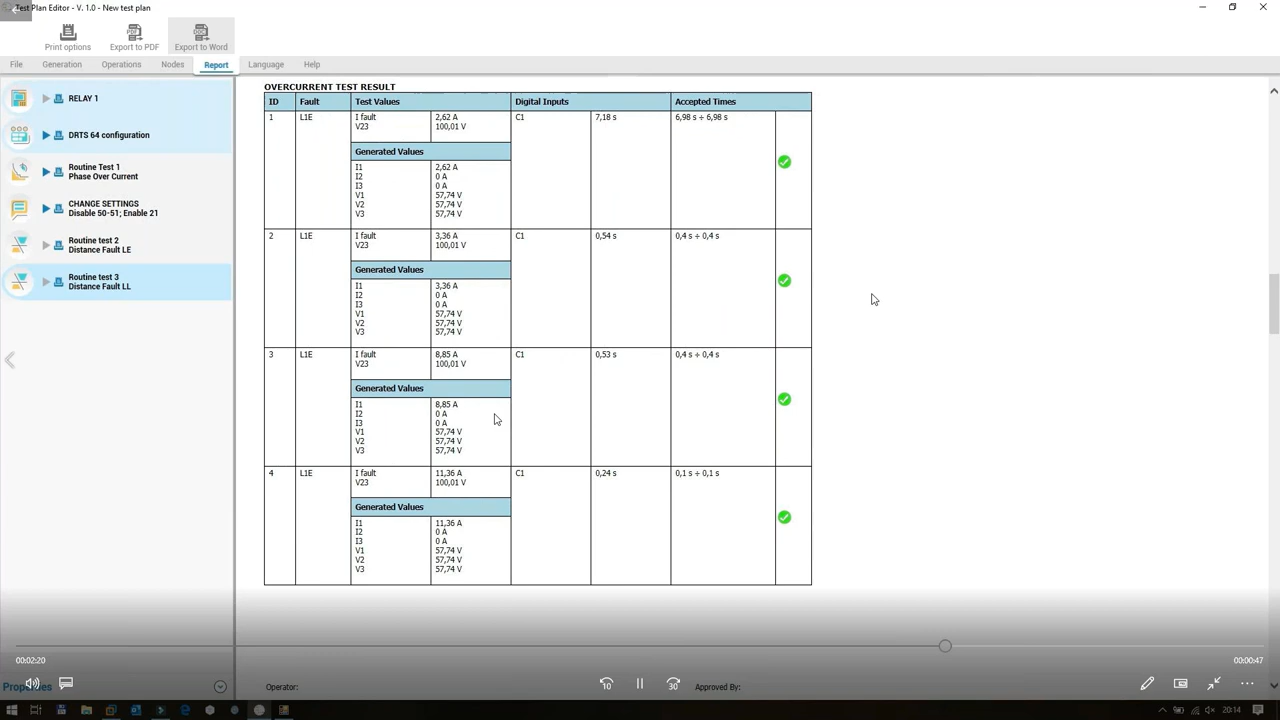 Test Plan Editor - V. 1.0 - New test plan
Print options
Export to PDF
Export to Word
File
Generation
Operations
Nodes
Report
Language
Help
RELAY 1
DRTS 64 configuration
Routine Test 1
Phase Over Current
CHANGE SETTINGS
Disable 50-51; Enable 21
Routine test 2
Distance Fault LE
Routine test 3
Distance Fault LL
OVERCURRENT TEST RESULT
ID Fault Test Values Digital Inputs Accepted Times
1 L1E I fault 2,62 A C1 7,18 s 6,98 s ÷ 6,98 s
V23 100,01 V
Generated Values
I1 2,62 A
I2 0 A
I3 0 A
V1 57,74 V
V2 57,74 V
V3 57,74 V
2 L1E I fault 3,36 A C1 0,54 s 0,4 s ÷ 0,4 s
V23 100,01 V
Generated Values
I1 3,36 A
I2 0 A
I3 0 A
V1 57,74 V
V2 57,74 V
V3 57,74 V
3 L1E I fault 8,85 A C1 0,53 s 0,4 s ÷ 0,4 s
V23 100,01 V
Generated Values
I1 8,85 A
I2 0 A
I3 0 A
V1 57,74 V
V2 57,74 V
V3 57,74 V
4 L1E I fault 11,36 A C1 0,24 s 0,1 s ÷ 0,1 s
V23 100,01 V
Generated Values
I1 11,36 A
I2 0 A
I3 0 A
V1 57,74 V
V2 57,74 V
V3 57,74 V
00:02:20
00:00:47
Properties
10
30
Operator:
Approved By:
20:14